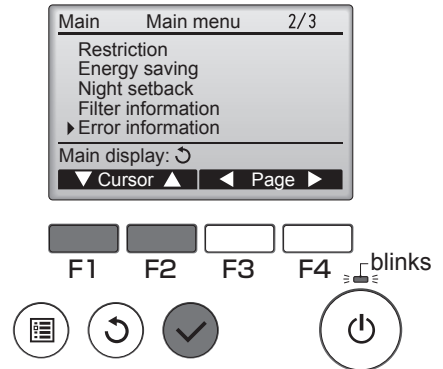 Main Main menu 2/3
Restriction
Energy saving
Night setback
Filter information
Error information
Main display:
Cursor Page
F1 F2 F3 F4
blinks